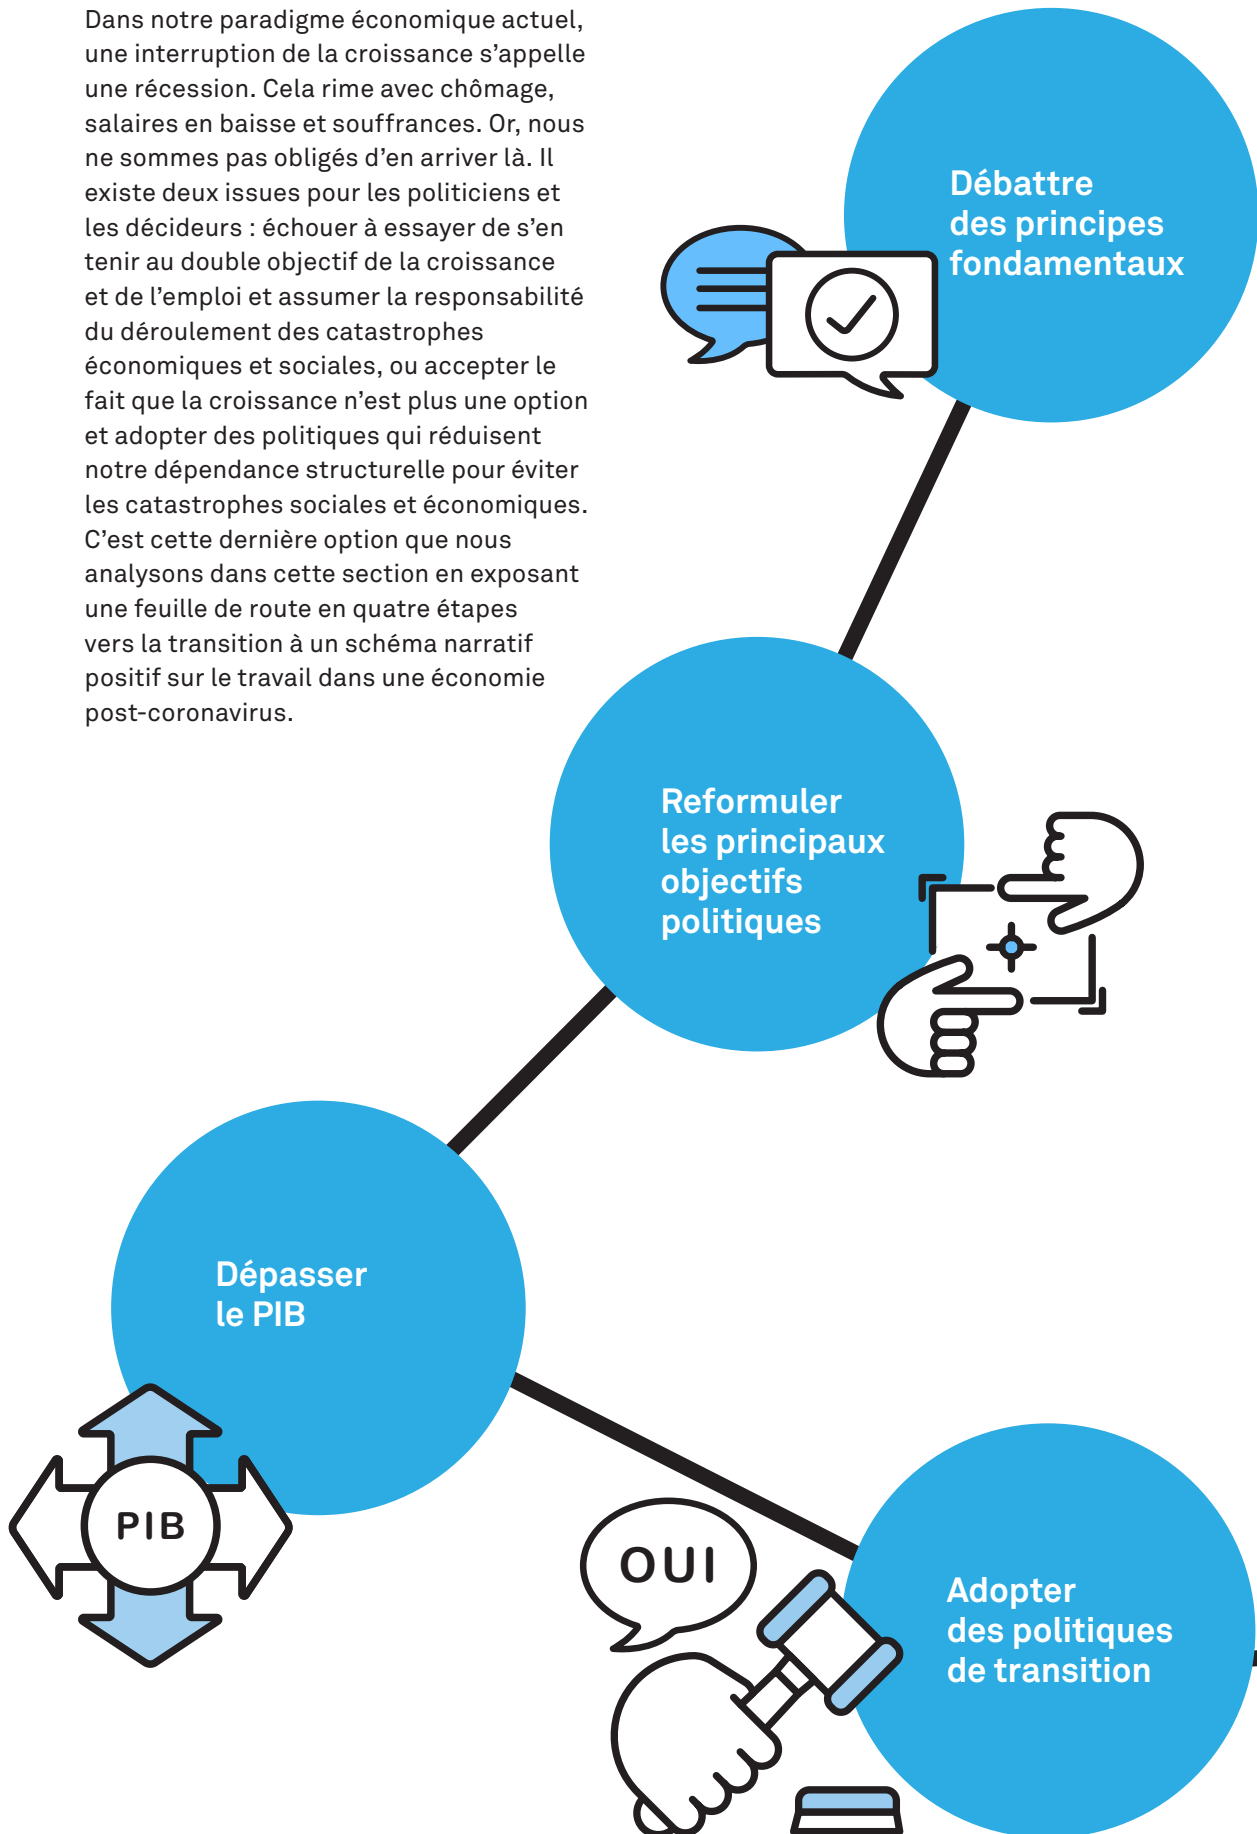 Dans notre paradigme économique actuel,
une interruption de la croissance s’appelle
une récession. Cela rime avec chômage,
salaires en baisse et souffrances. Or, nous
ne sommes pas obligés d’en arriver là. Il
existe deux issues pour les politiciens et
les décideurs : échouer à essayer de s’en
tenir au double objectif de la croissance
et de l’emploi et assumer la responsabilité
du déroulement des catastrophes
économiques et sociales, ou accepter le
fait que la croissance n’est plus une option
et adopter des politiques qui réduisent
notre dépendance structurelle pour éviter
les catastrophes sociales et économiques.
C’est cette dernière option que nous
analysons dans cette section en exposant
une feuille de route en quatre étapes
vers la transition à un schéma narratif
positif sur le travail dans une économie
post-coronavirus.
Débattre
des principes
fondamentaux
Reformuler
les principaux
objectifs
politiques
Dépasser
le PIB
PIB
OUI
Adopter
des politiques
de transition